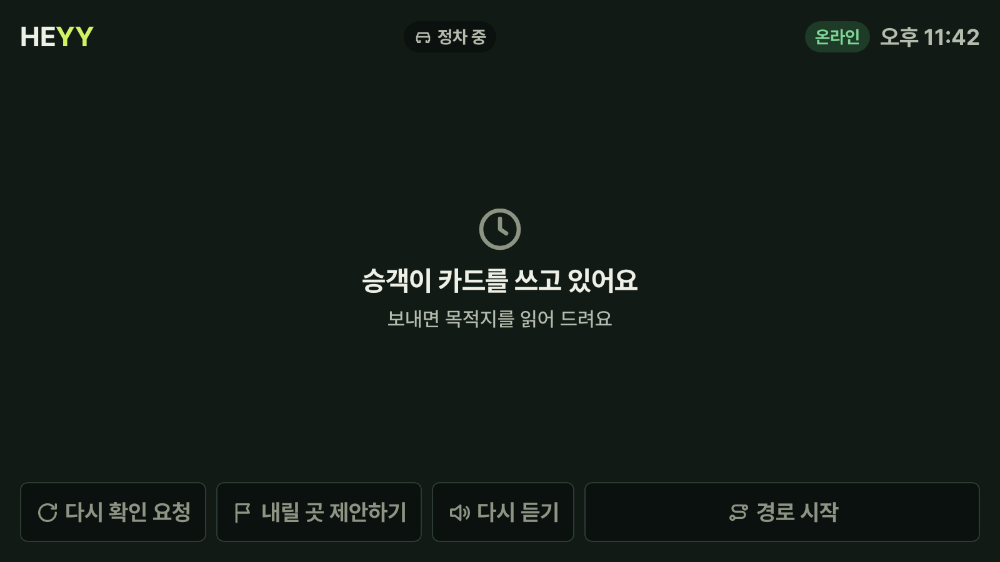 HEYY
정차 중
온라인
오후 11:42
승객이 카드를 쓰고 있어요
보내면 목적지를 읽어 드려요
다시 확인 요청
내릴 곳 제안하기
다시 듣기
경로 시작